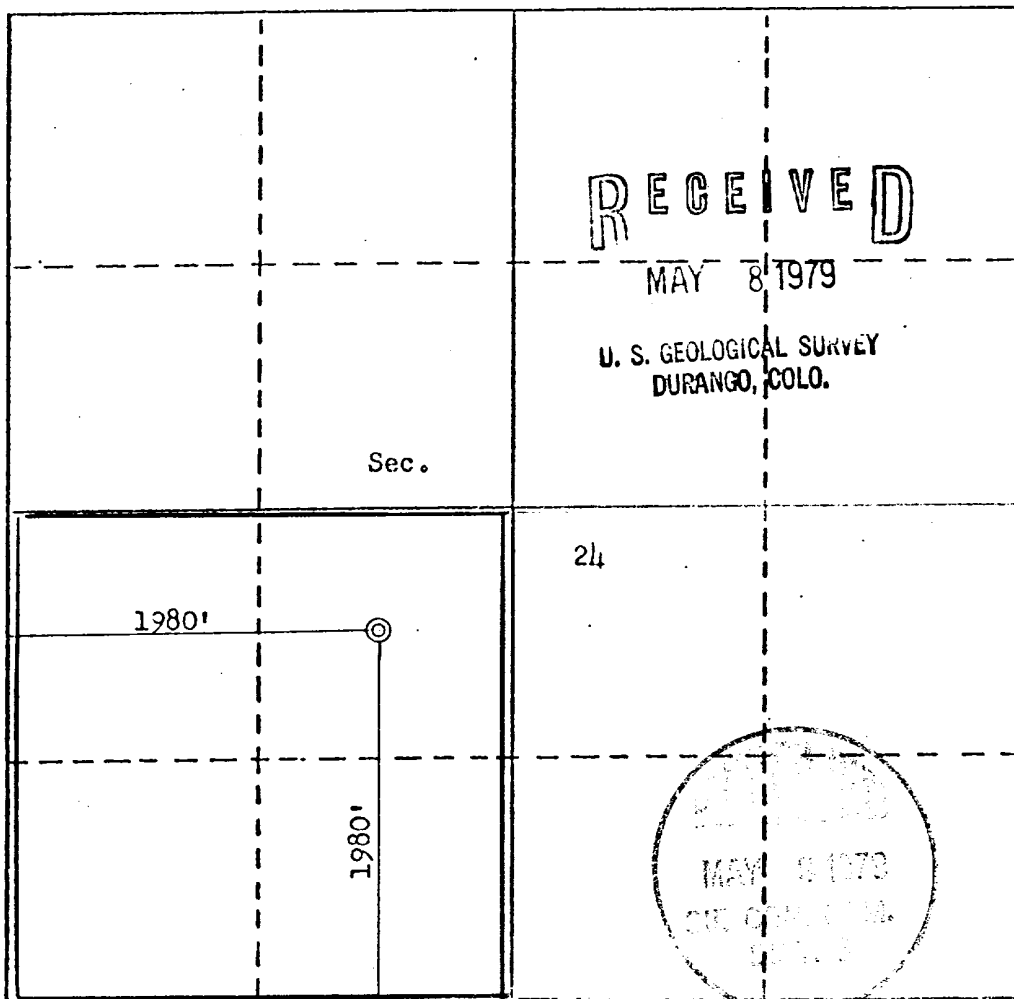 RECEIVED
MAY 8 1979
U. S. GEOLOGICAL SURVEY
DURANGO, COLO.
Sec.
24
1980'
1980'
MAY